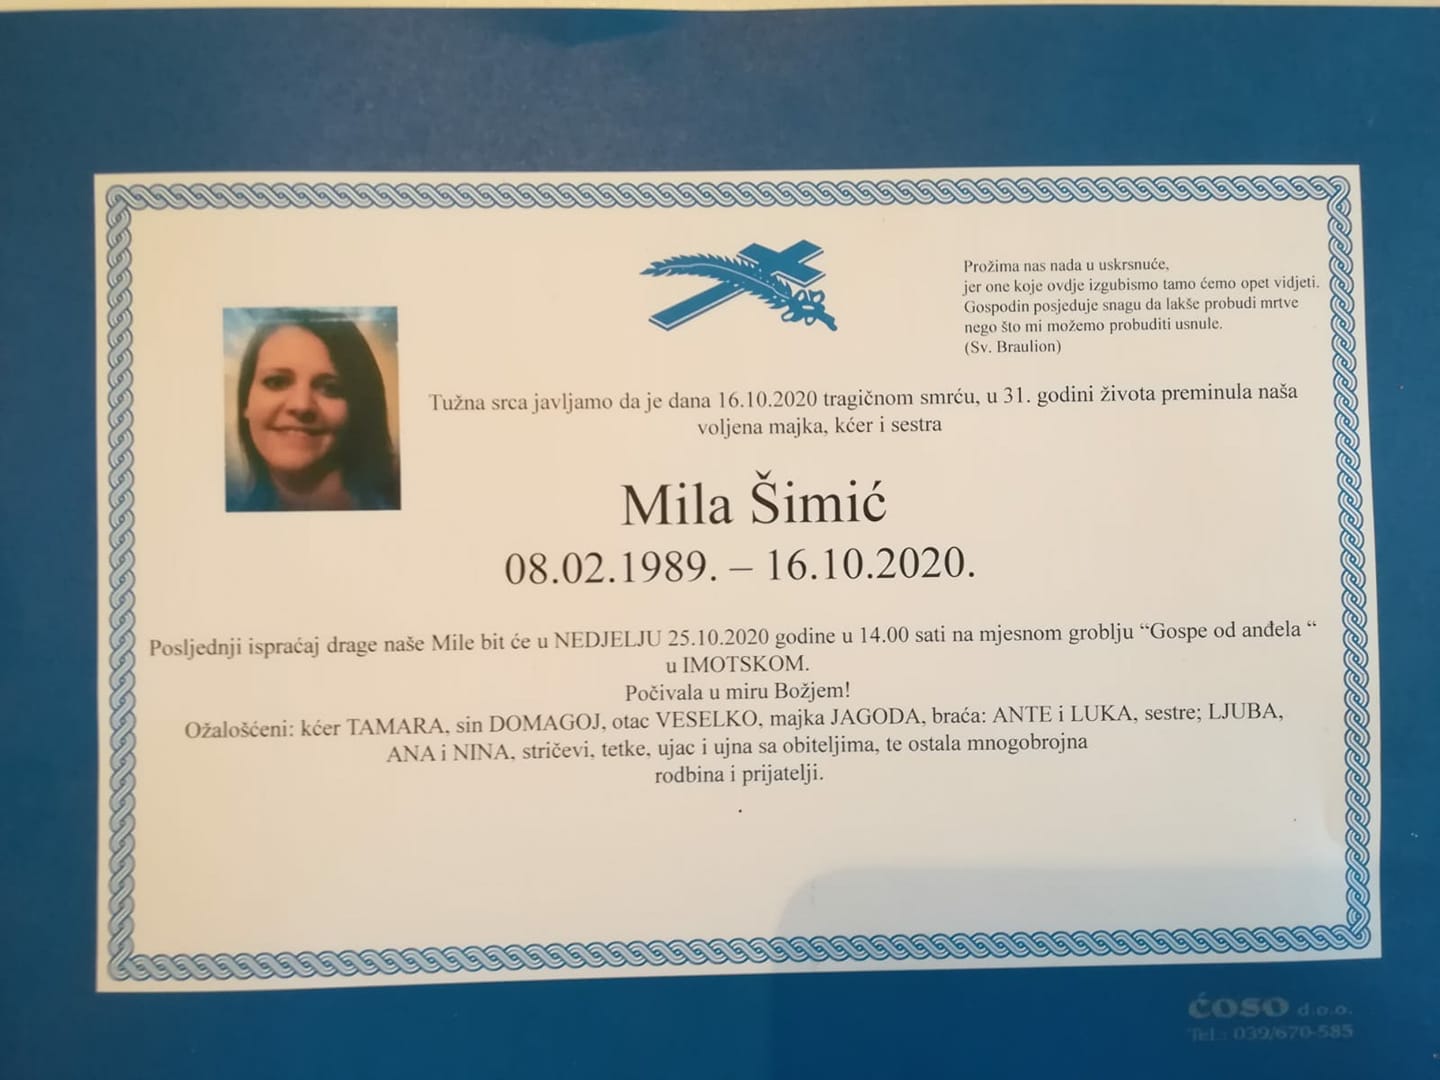 Prožima nas nada u uskrsnuće,
jer one koje ovdje izgubismo tamo ćemo opet vidjeti.
Gospodin posjeduje snagu da lakše probudi mrtve
nego što mi možemo probuditi usnule.
(Sv. Braulion)
Tužna srca javljamo da je dana 16.10.2020 tragičnom smrću, u 31. godini života preminula naša
voljena majka, kćer i sestra
Mila Šimić
08.02.1989. – 16.10.2020.
Posljednji ispraćaj drage naše Mile bit će u NEDJELJU 25.10.2020 godine u 14.00 sati na mjesnom groblju “Gospe od anđela “
u IMOTSKOM.
Počivala u miru Božjem!
Ožalošćeni: kćer TAMARA, sin DOMAGOJ, otac VESELKO, majka JAGODA, braća: ANTE i LUKA, sestre; LJUBA,
ANA i NINA, stričevi, tetke, ujac i ujna sa obiteljima, te ostala mnogobrojna
rodbina i prijatelji.
.
ĆOSO d.o.o.
Tel.: 039/670-585